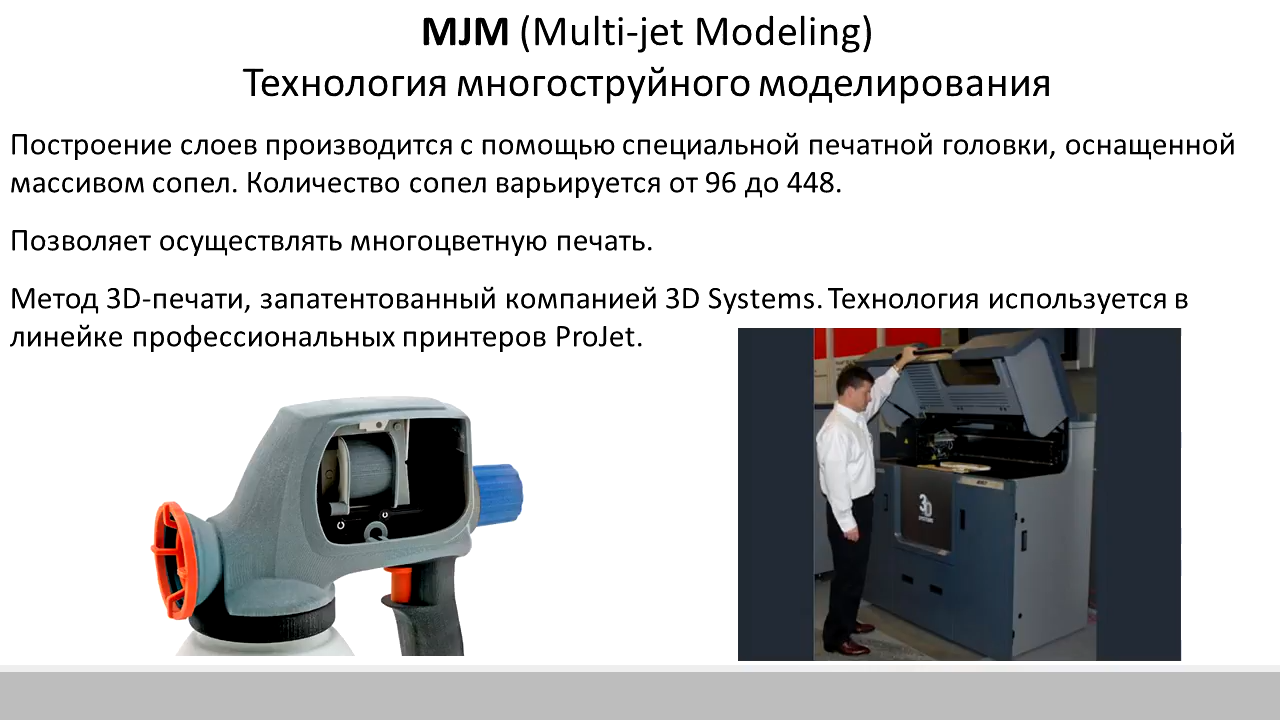 MJM (Multi-jet Modeling)
Технология многоструйного моделирования
Построение слоев производится с помощью специальной печатной головки, оснащенной
массивом сопел. Количество сопел варьируется от 96 до 448.
Позволяет осуществлять многоцветную печать.
Метод 3D-печати, запатентованный компанией 3D Systems. Технология используется в
линейке профессиональных принтеров ProJet.
3D
SYSTEMS